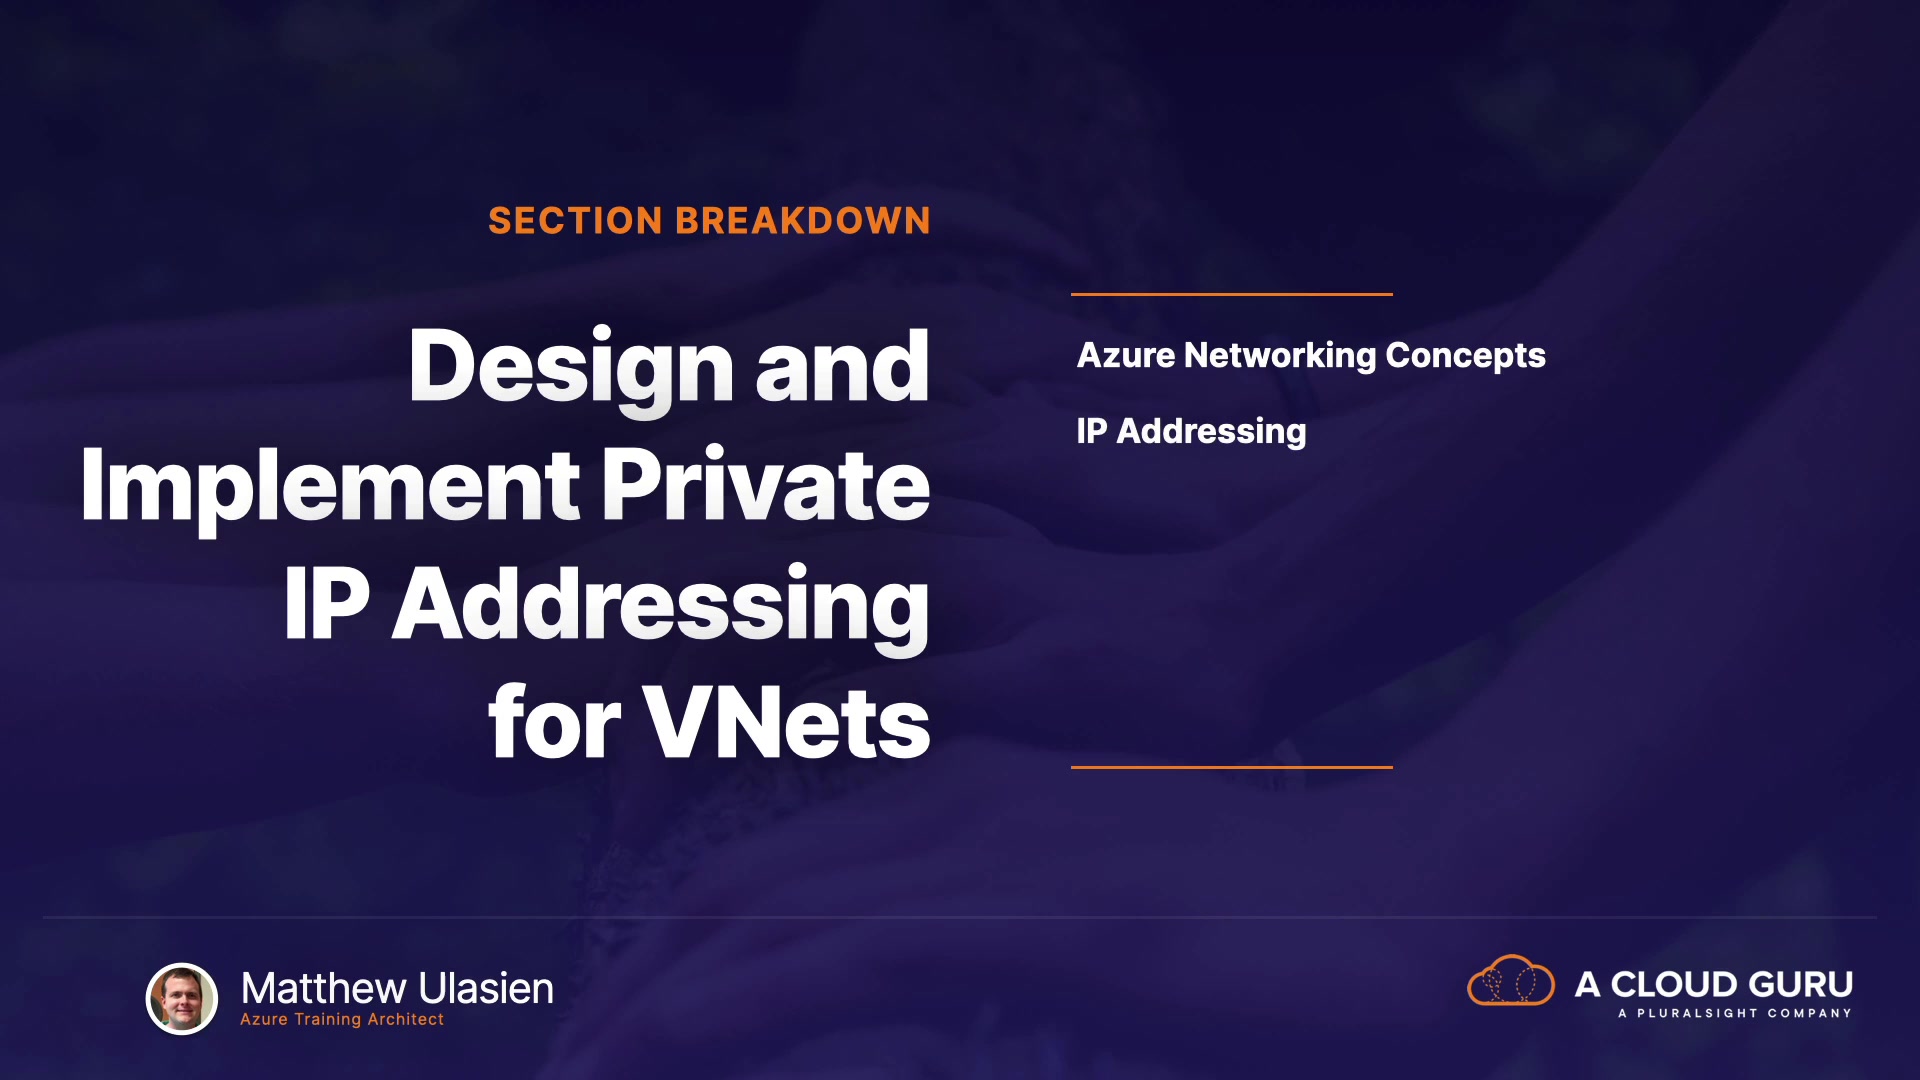 SECTION BREAKDOWN
Design and
Implement Private
IP Addressing
for VNets
Azure Networking Concepts
IP Addressing
Matthew Ulasien
Azure Training Architect
A CLOUD GURU
A PLURALSIGHT COMPANY